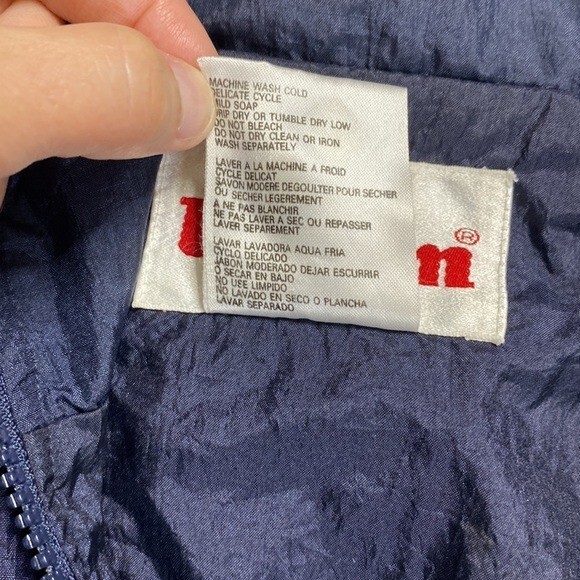 MACHINE WASH COLD
DELICATE CYCLE
MILD SOAP
DRIP DRY OR TUMBLE DRY LOW
DO NOT BLEACH
DO NOT DRY CLEAN OR IRON
WASH SEPARATELY
LAVER A LA MACHINE A FROID
CYCLE DELICAT
SAVON MODERE DEGOULTER POUR SECHER
OU SECHER LEGEREMENT
A NE PAS BLANCHIR
NE PAS LAVER A SEC OU REPASSER
LAVER SEPAREMENT
LAVAR LAVADORA AQUA FRIA
CYCLO DELICADO
JABON MODERADO DEJAR ESCURRIR
O SECAR EN BAJO
NO USE LIMPIDO
NO LAVADO EN SECO O PLANCHA
LAVAR SEPARADO
n®